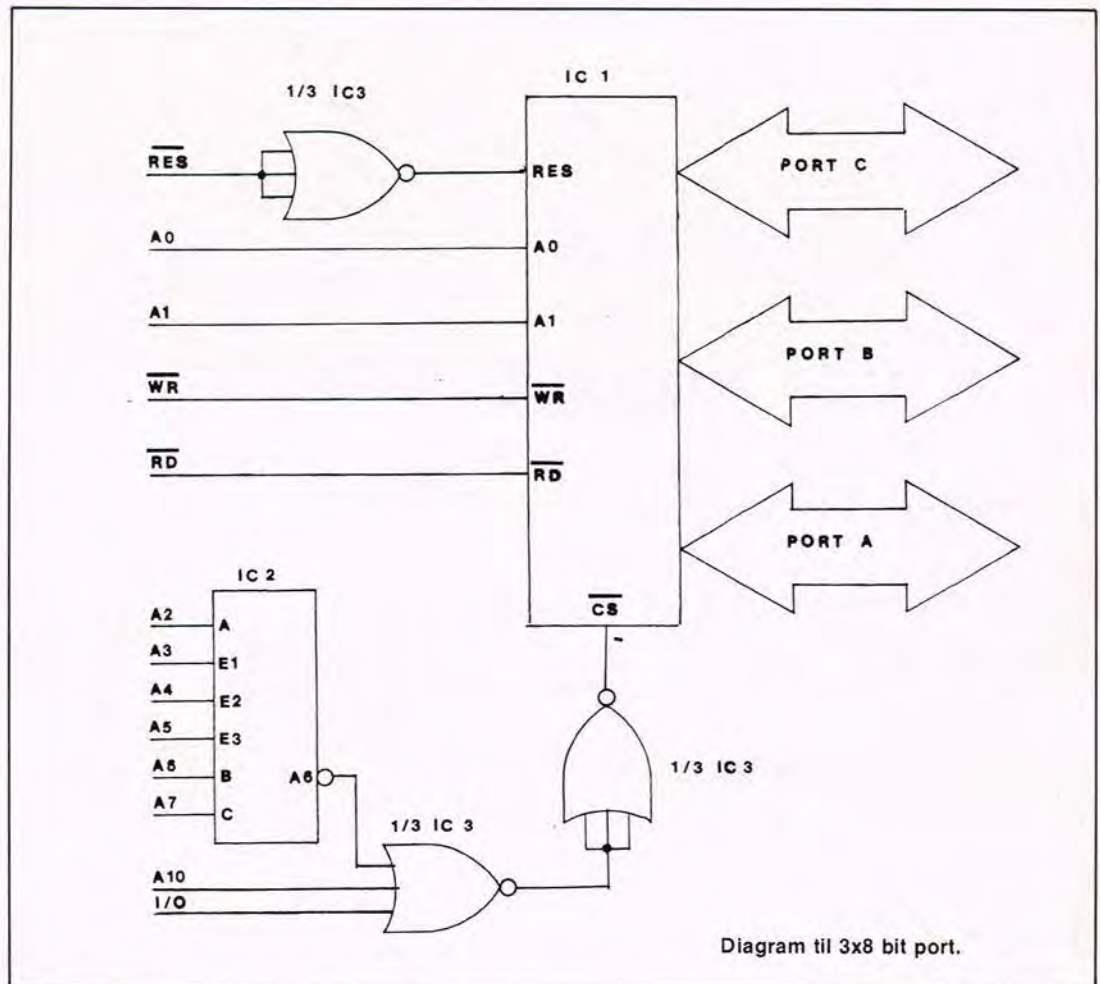 IC 1
1/3 IC3
RES
RES
PORT C
A0
A0
A1
A1
PORT B
WR
WR
RD
RD
PORT A
IC 2
CS
A2
A
A3
E1
A4
E2
A5
E3
A6
B
A6
A7
C
1/3 IC 3
1/3 IC 3
A10
I/O
Diagram til 3x8 bit port.